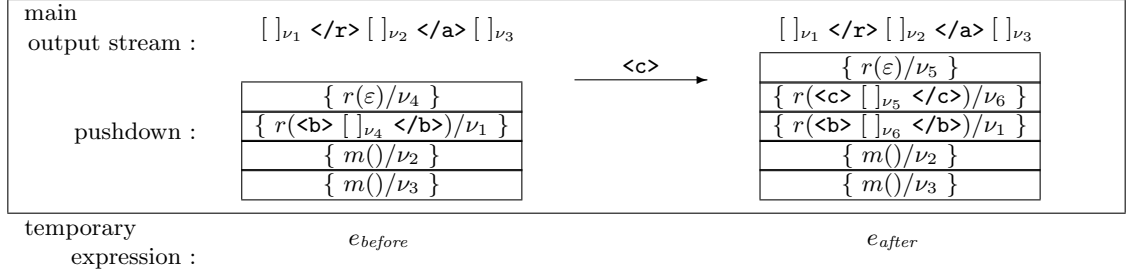 main
output stream : [ ]ν1 </r> [ ]ν2 </a> [ ]ν3 <c> [ ]ν1 </r> [ ]ν2 </a> [ ]ν3
{ r(ε)/ν5 }
{ r(ε)/ν4 } { r(<c> [ ]ν5 </c>)/ν6 }
pushdown : { r(<b> [ ]ν4 </b>)/ν1 } { r(<b> [ ]ν6 </b>)/ν1 }
{ m()/ν2 } { m()/ν2 }
{ m()/ν3 } { m()/ν3 }
temporary
expression : e_before e_after